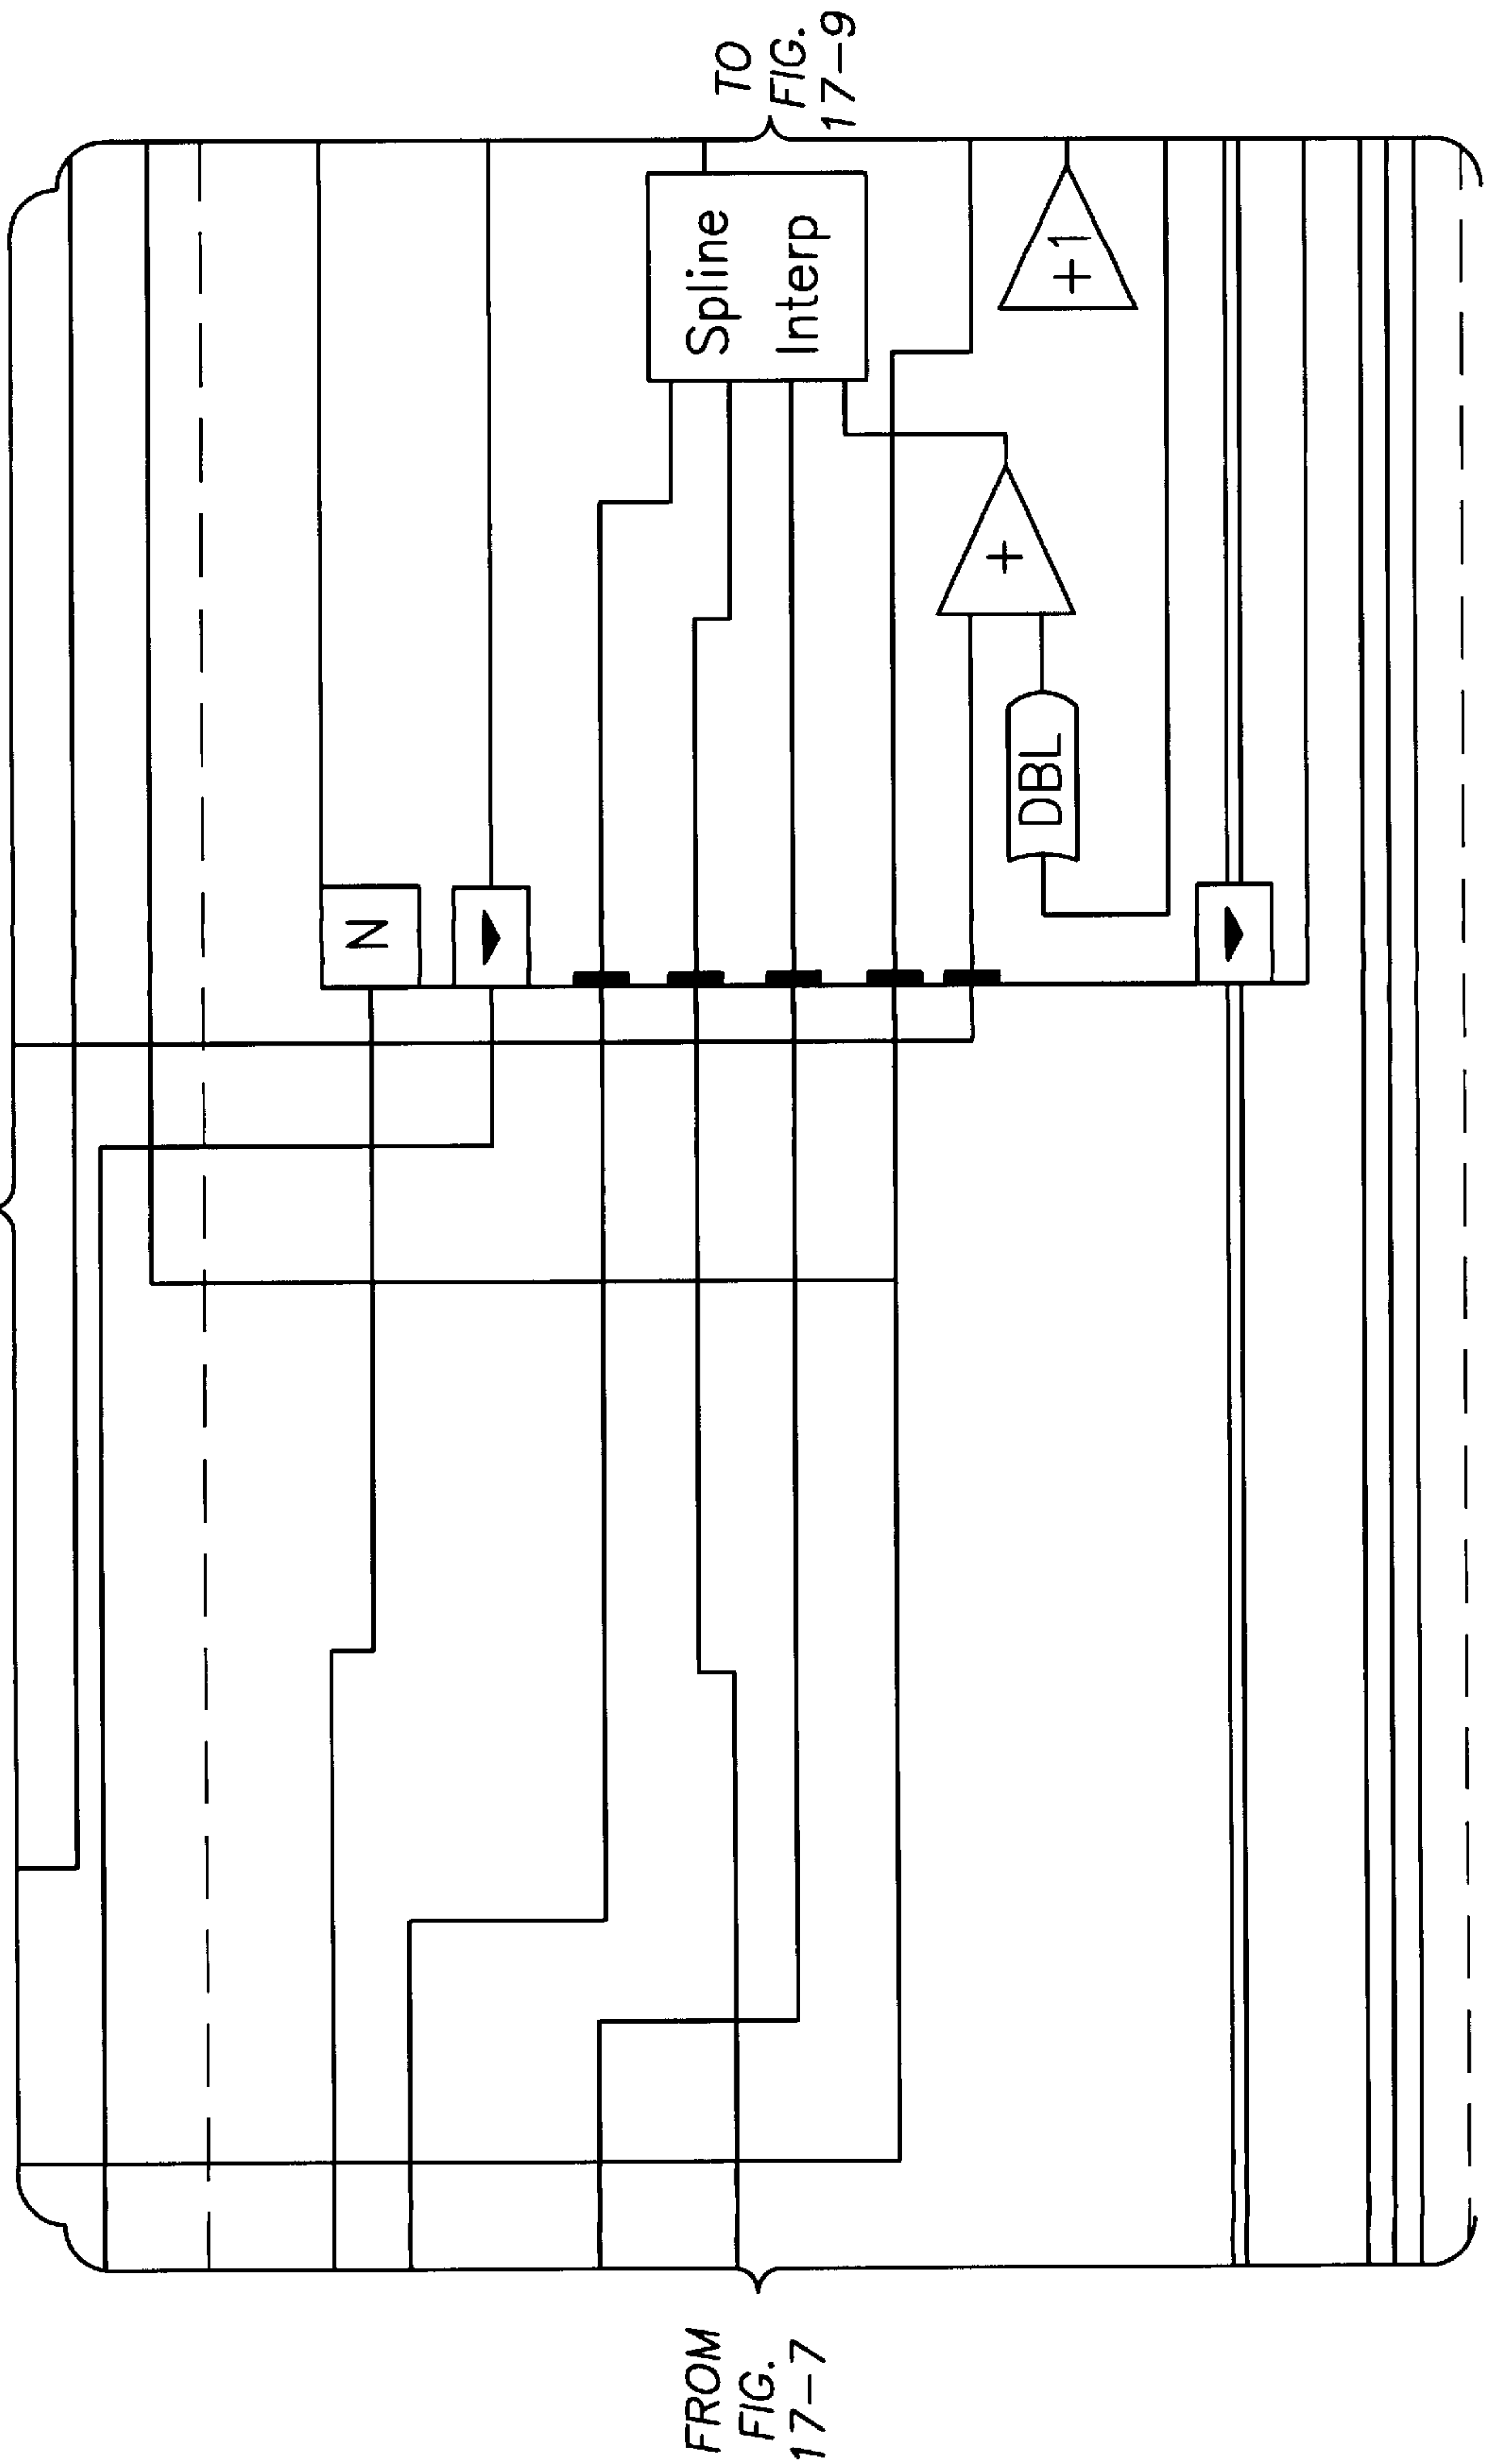 FROM
FIG.
17-7
N
DBL
+
Spline
Interp
+1
TO
FIG.
17-9